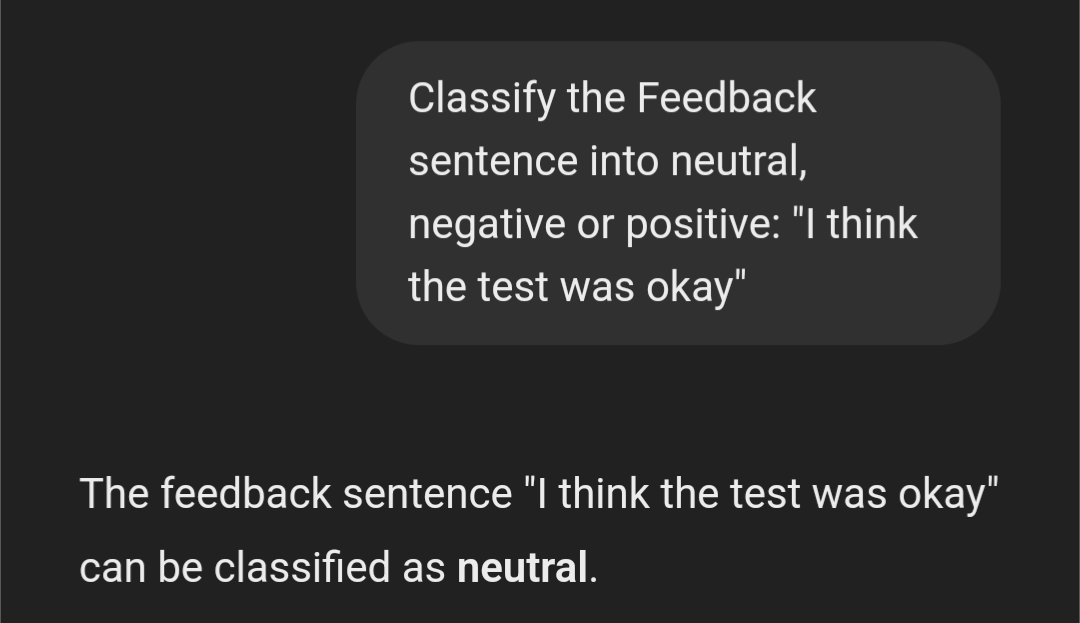 Classify the Feedback
sentence into neutral,
negative or positive: "I think
the test was okay"
The feedback sentence "I think the test was okay"
can be classified as neutral.